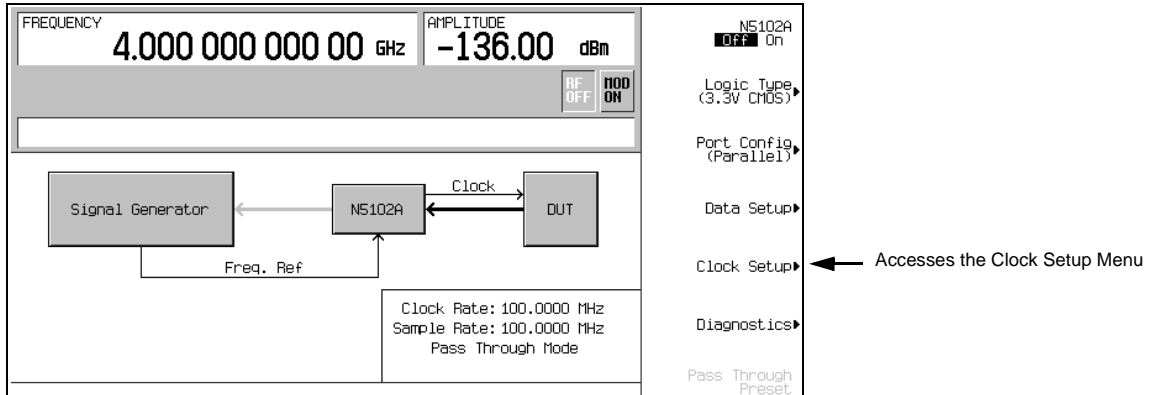 FREQUENCY
4.000 000 000 00 GHz
AMPLITUDE
-136.00 dBm
RF
OFF
MOD
ON
N5102A
Off On
Logic Type
(3.3V CMOS)
Port Config
(Parallel)
Data Setup
Clock Setup
Accesses the Clock Setup Menu
Diagnostics
Pass Through
Preset
Signal Generator
N5102A
Clock
DUT
Freq. Ref
Clock Rate: 100.0000 MHz
Sample Rate: 100.0000 MHz
Pass Through Mode